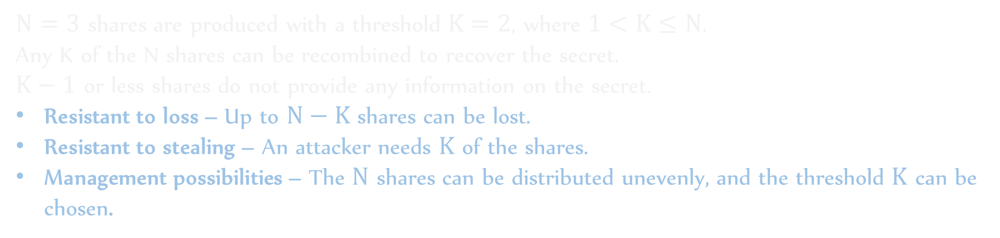 N = 3 shares are produced with a threshold K = 2, where 1 < K ≤ N.
Any K of the N shares can be recombined to recover the secret.
K − 1 or less shares do not provide any information on the secret.
• Resistant to loss – Up to N − K shares can be lost.
• Resistant to stealing – An attacker needs K of the shares.
• Management possibilities – The N shares can be distributed unevenly, and the threshold K can be
chosen.